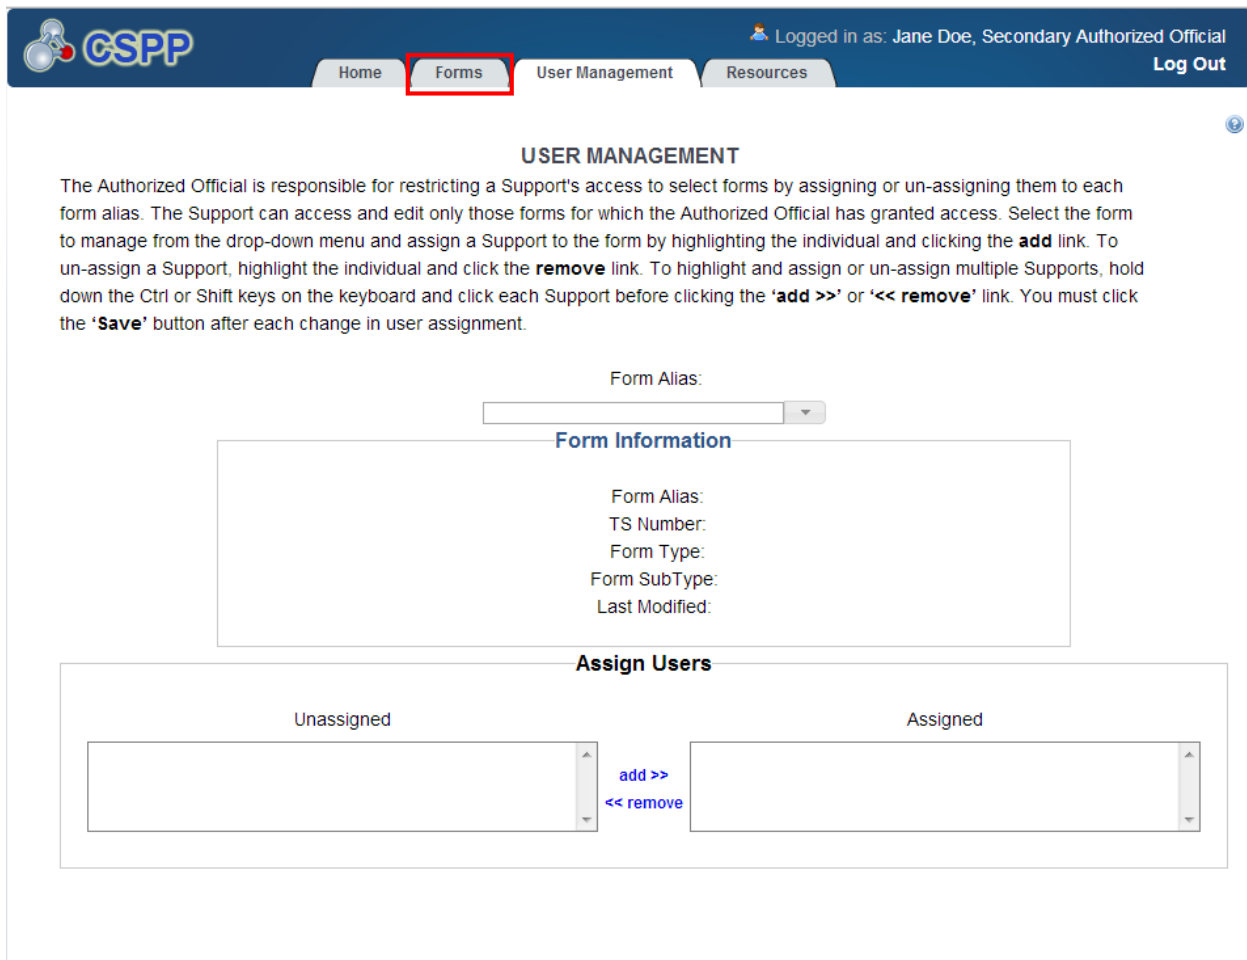 CSPP
Logged in as: Jane Doe, Secondary Authorized Official
Log Out
Home
Forms
User Management
Resources
?
USER MANAGEMENT
The Authorized Official is responsible for restricting a Support's access to select forms by assigning or un-assigning them to each
form alias. The Support can access and edit only those forms for which the Authorized Official has granted access. Select the form
to manage from the drop-down menu and assign a Support to the form by highlighting the individual and clicking the add link. To
un-assign a Support, highlight the individual and click the remove link. To highlight and assign or un-assign multiple Supports, hold
down the Ctrl or Shift keys on the keyboard and click each Support before clicking the ‘add >>’ or ‘<< remove’ link. You must click
the ‘Save’ button after each change in user assignment.
Form Alias:
Form Information
Form Alias:
TS Number:
Form Type:
Form SubType:
Last Modified:
Assign Users
Unassigned
Assigned
add >>
<< remove